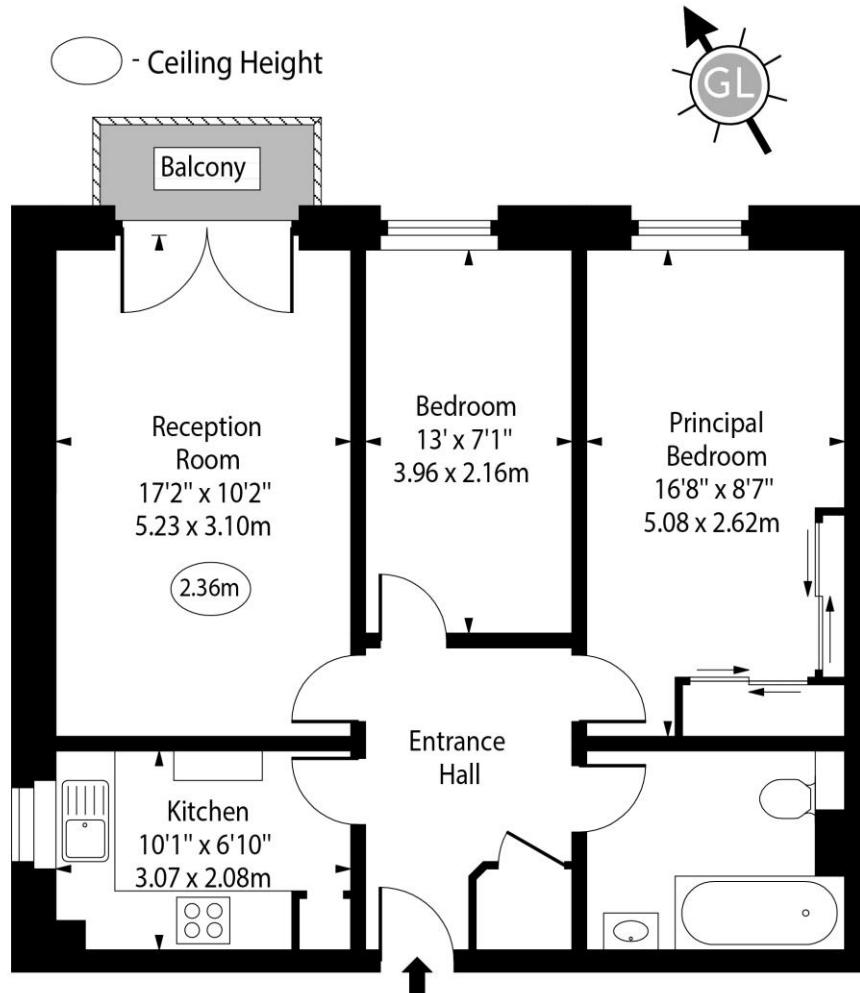 - Ceiling Height
GL
Balcony
Reception
Room
17'2" x 10'2"
5.23 x 3.10m
2.36m
Bedroom
13' x 7'1"
3.96 x 2.16m
Principal
Bedroom
16'8" x 8'7"
5.08 x 2.62m
Entrance
Hall
Kitchen
10'1" x 6'10"
3.07 x 2.08m